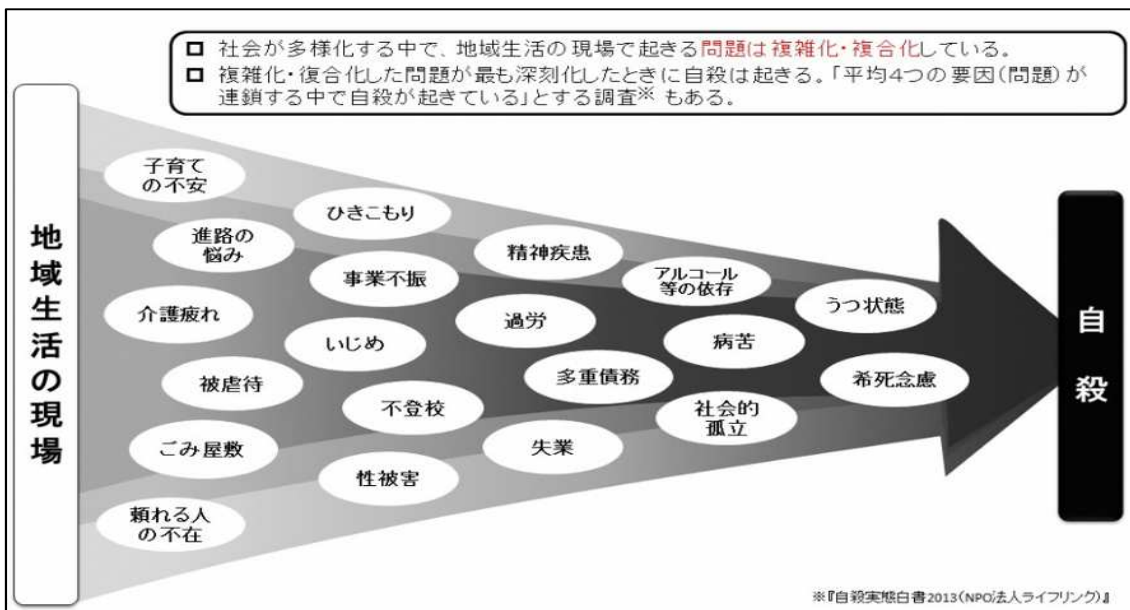 □ 社会が多様化する中で、地域生活の現場で起きる問題は複雑化・複合化している。
□ 複雑化・復合化した問題が最も深刻化したときに自殺は起きる。「平均4つの要因(問題)が
連鎖する中で自殺が起きている」とする調査※ もある。
地域生活の現場
子育て
の不安
進路の
悩み
介護疲れ
被虐待
ごみ屋敷
頼れる人
の不在
ひきこもり
事業不振
いじめ
不登校
性被害
精神疾患
過労
多重債務
失業
アルコール
等の依存
病苦
社会的
孤立
うつ状態
希死念慮
自殺
※『自殺実態白書2013(NPO法人ライフリング)』